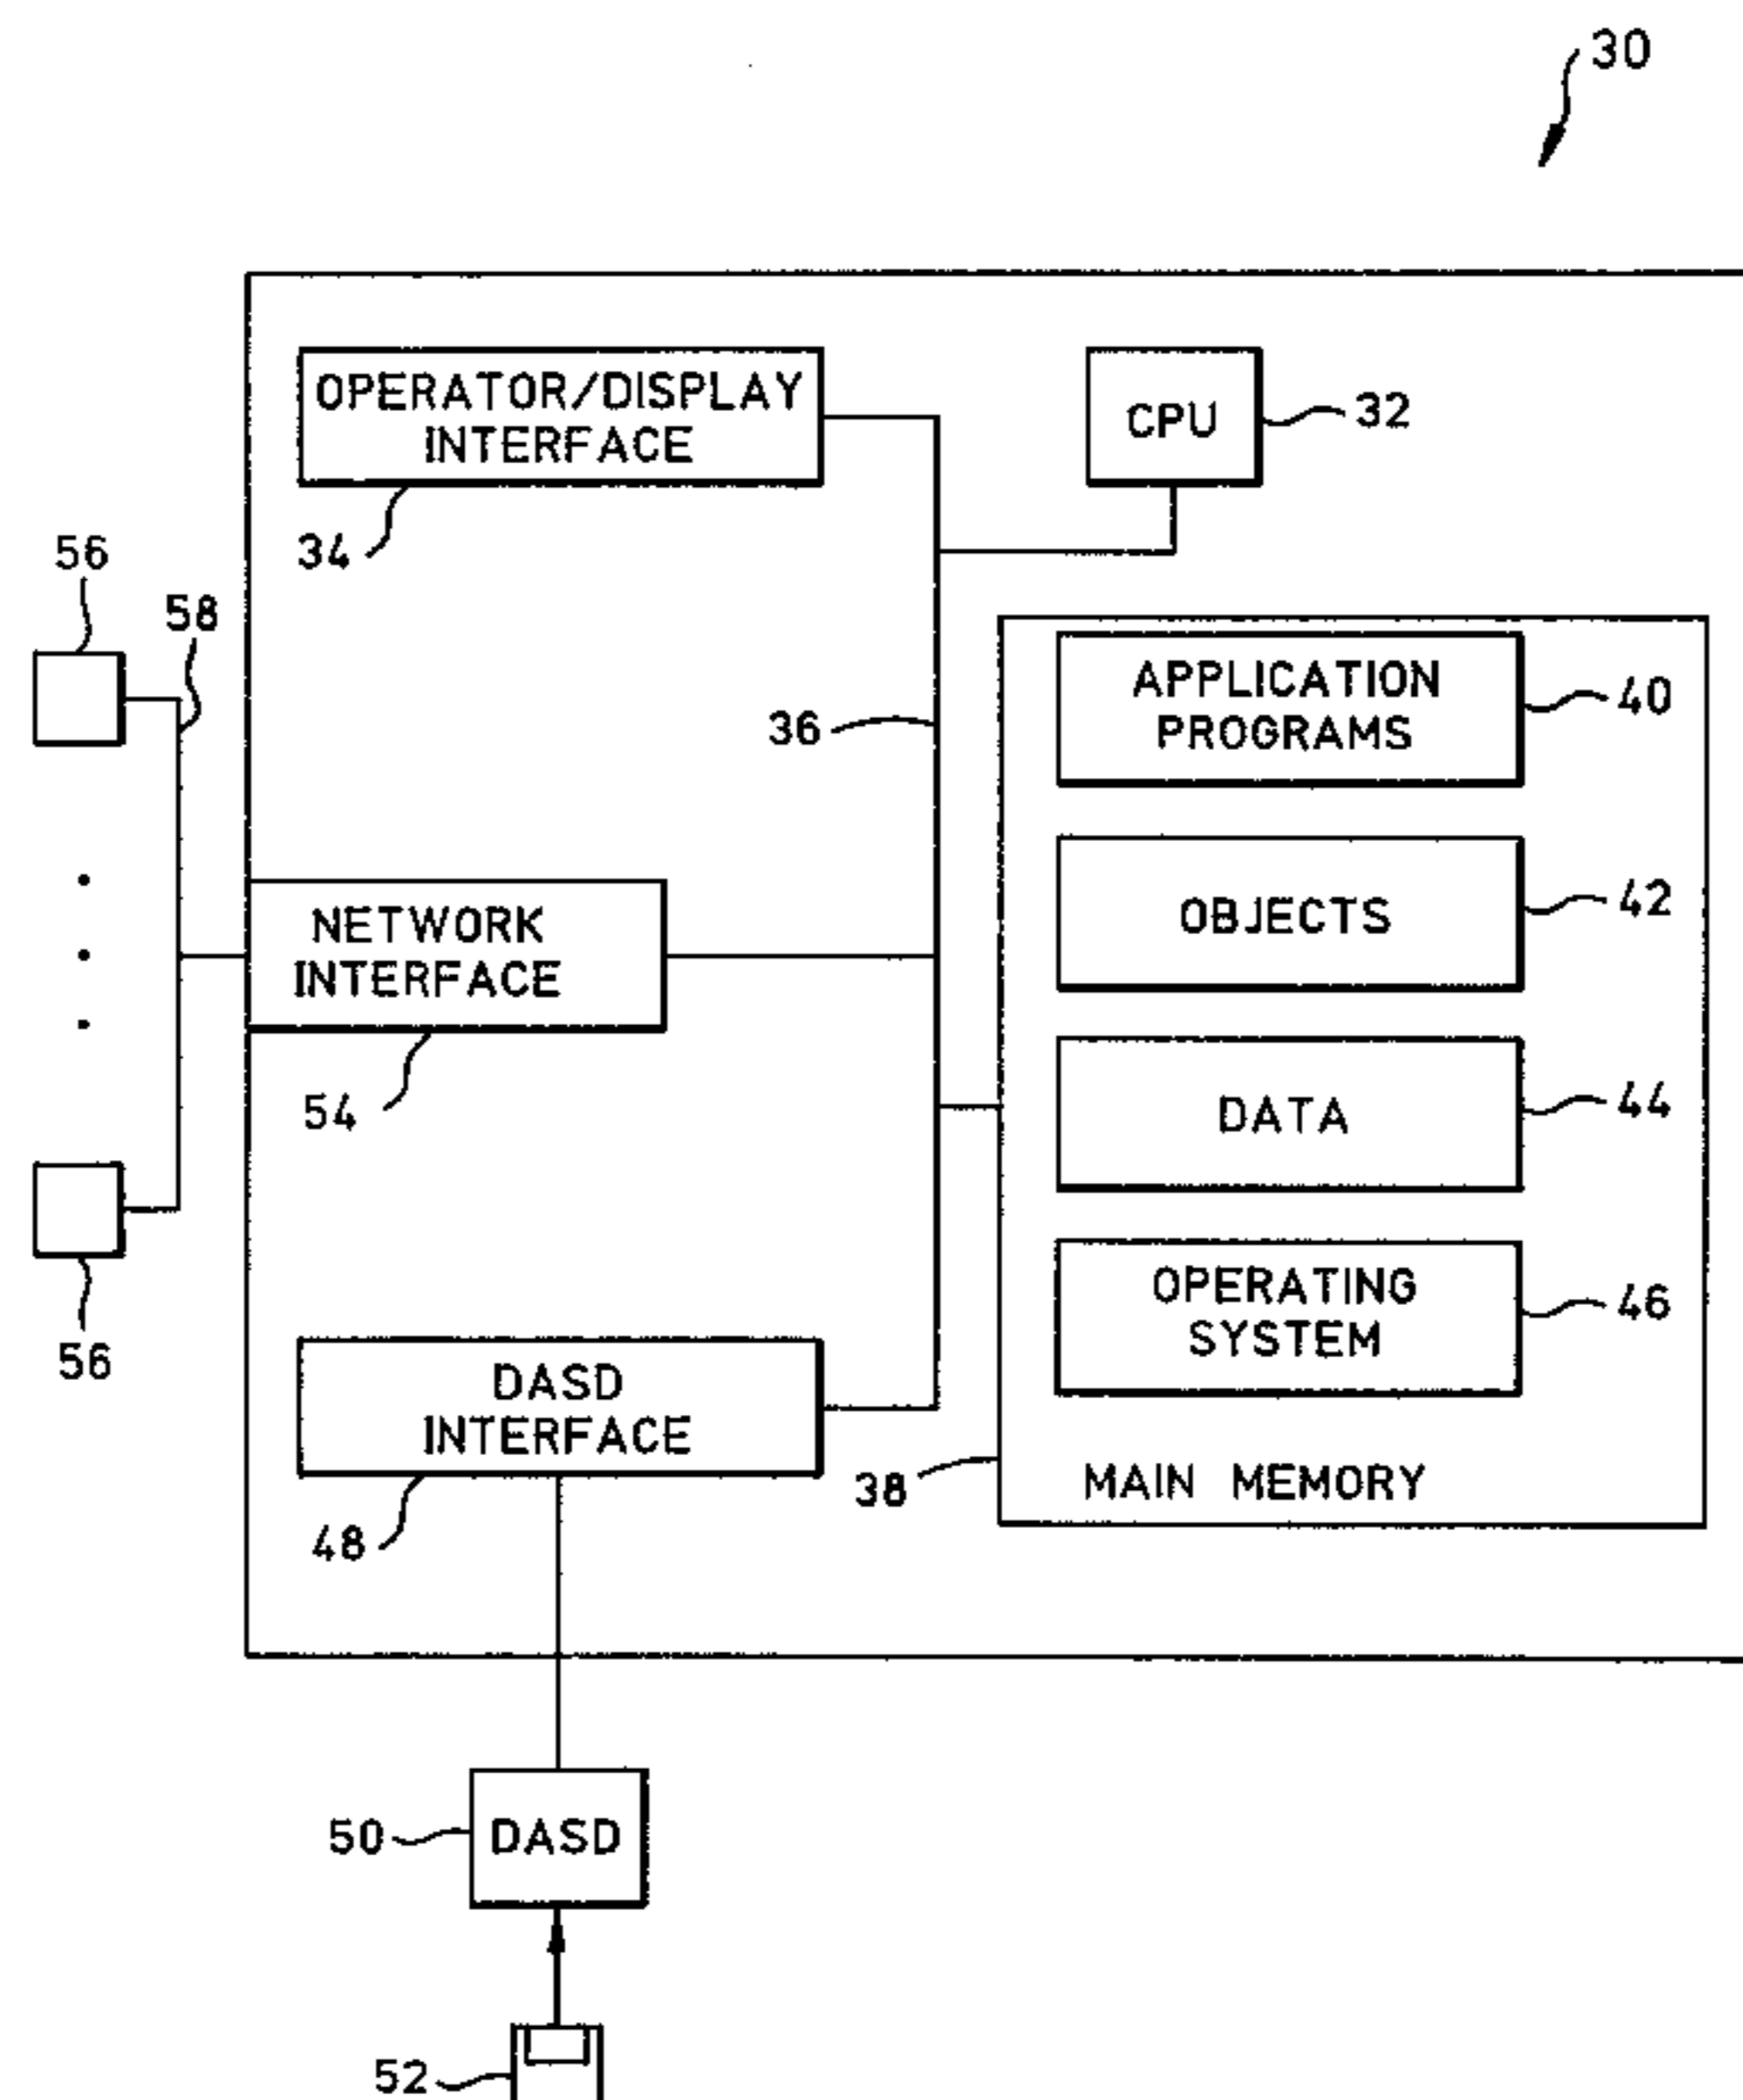 30
OPERATOR/DISPLAY
INTERFACE
34
CPU
32
56
58
36
APPLICATION
PROGRAMS
40
OBJECTS
42
NETWORK
INTERFACE
54
DATA
44
OPERATING
SYSTEM
46
56
DASD
INTERFACE
48
38
MAIN MEMORY
50
DASD
52